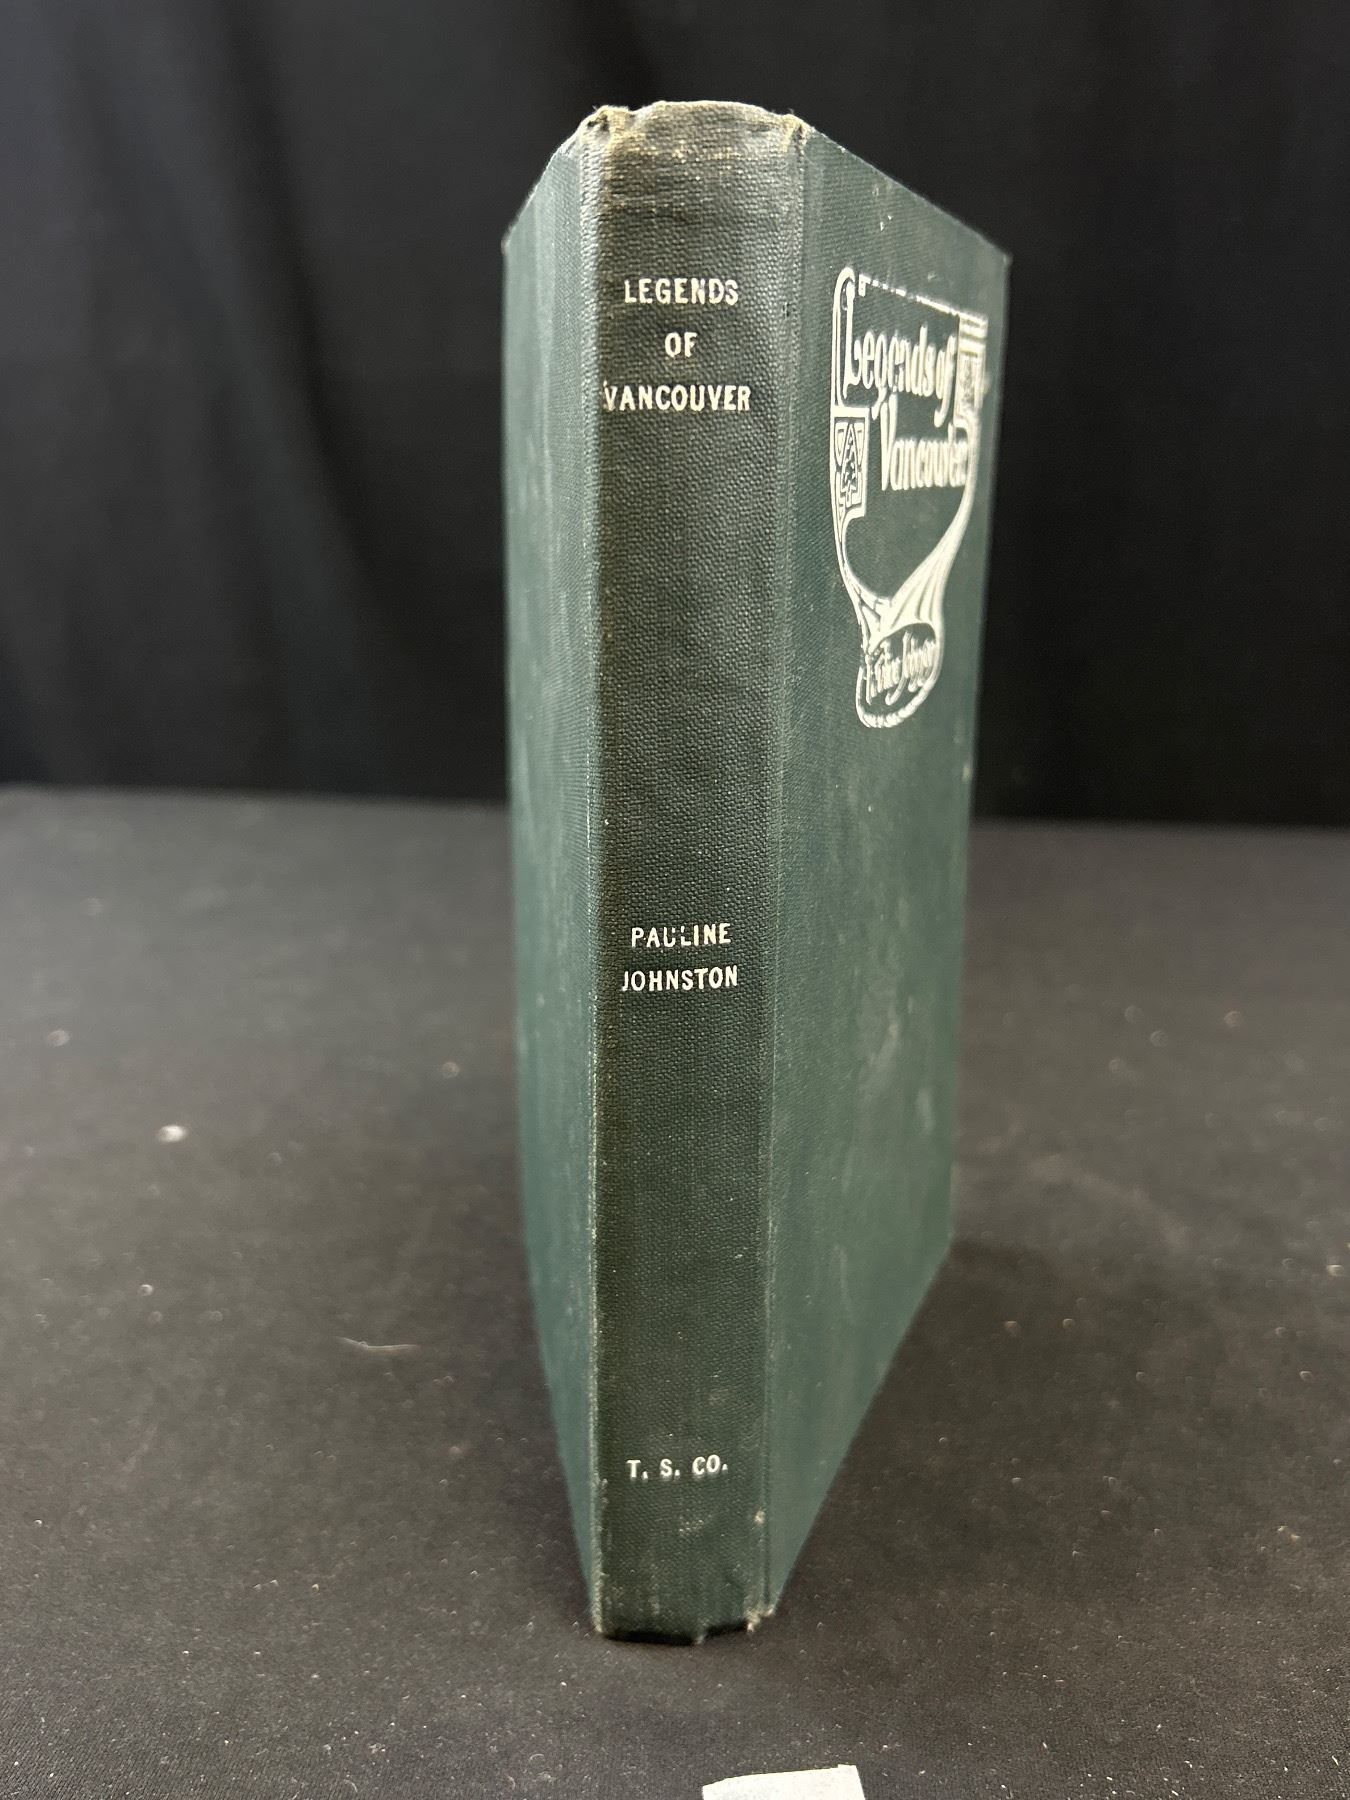 LEGENDS
OF
VANCOUVER
PAULINE
JOHNSTON
T. S. CO.
Legends of
Vancouver